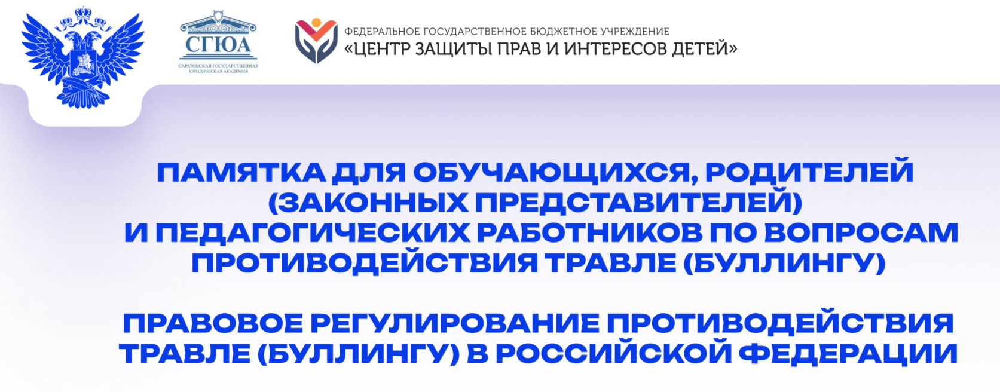 СГЮА
САРАТОВСКАЯ ГОСУДАРСТВЕННАЯ
ЮРИДИЧЕСКАЯ АКАДЕМИЯ
ФЕДЕРАЛЬНОЕ ГОСУДАРСТВЕННОЕ БЮДЖЕТНОЕ УЧРЕЖДЕНИЕ
«ЦЕНТР ЗАЩИТЫ ПРАВ И ИНТЕРЕСОВ ДЕТЕЙ»
ПАМЯТКА ДЛЯ ОБУЧАЮЩИХСЯ, РОДИТЕЛЕЙ
(ЗАКОННЫХ ПРЕДСТАВИТЕЛЕЙ)
И ПЕДАГОГИЧЕСКИХ РАБОТНИКОВ ПО ВОПРОСАМ
ПРОТИВОДЕЙСТВИЯ ТРАВЛЕ (БУЛЛИНГУ)
ПРАВОВОЕ РЕГУЛИРОВАНИЕ ПРОТИВОДЕЙСТВИЯ
ТРАВЛЕ (БУЛЛИНГУ) В РОССИЙСКОЙ ФЕДЕРАЦИИ